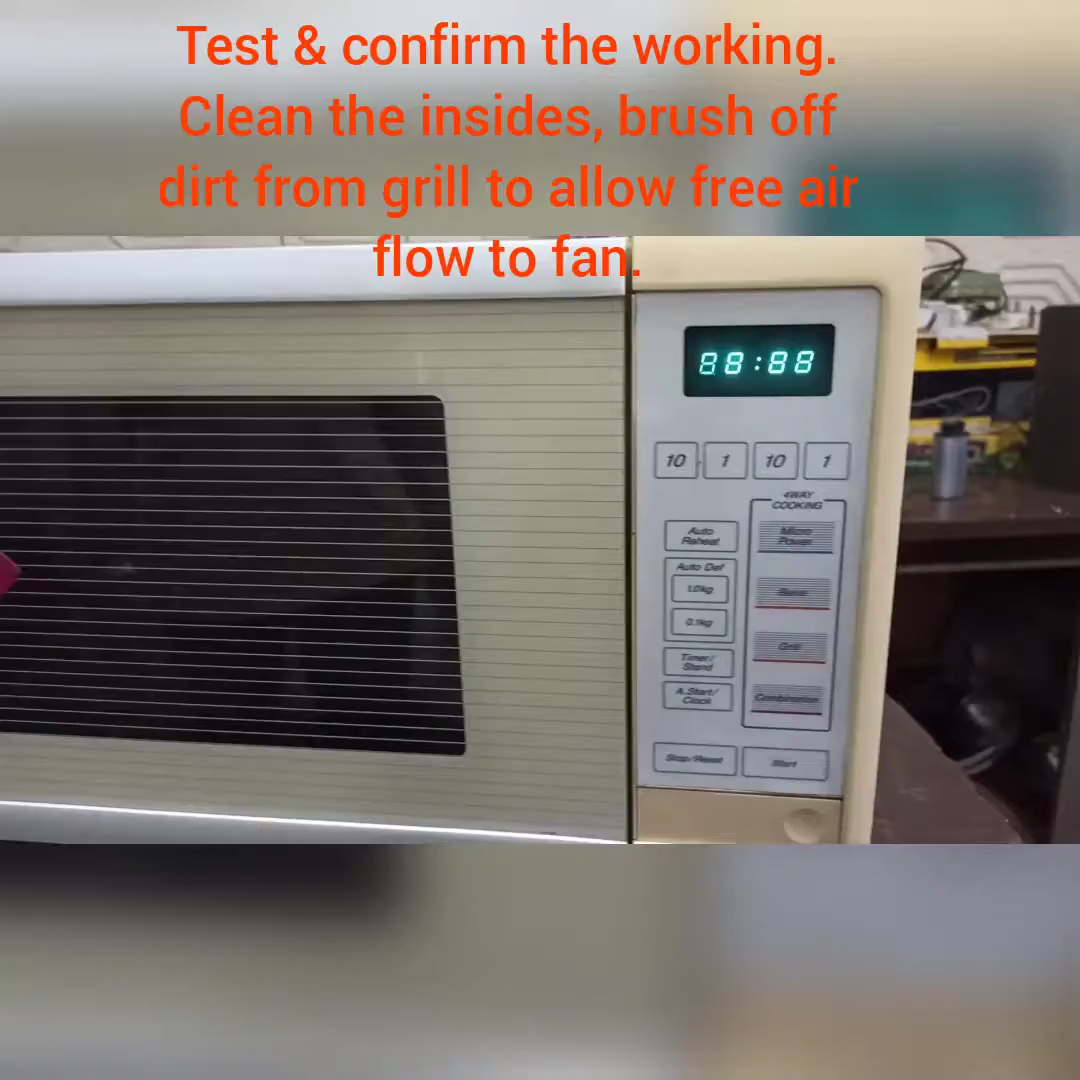 Test & confirm the working.
Clean the insides, brush off
dirt from grill to allow free air
flow to fan.
88:88
10 1 10 1
4WAY
COOKING
Auto
Reheat
Micro
Power
Auto Def
1.0kg
0.1kg
Grill
Timer/
Stand
A.Start/
Clock
Combination
Stop/Reset
Start